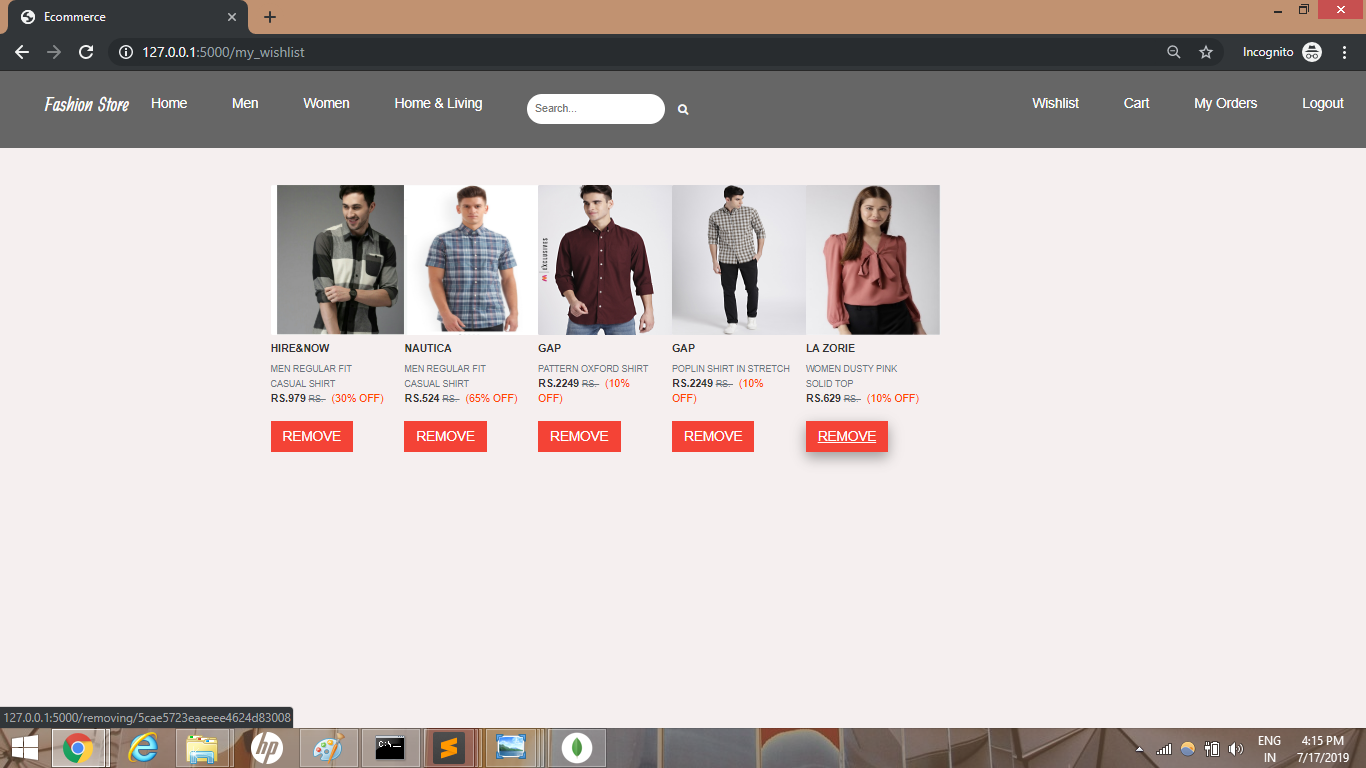 Ecommerce
127.0.0.1:5000/my_wishlist
Incognito
Fashion Store
Home
Men
Women
Home & Living
Search...
Wishlist
Cart
My Orders
Logout
EXCLUSIVES
HIRE&NOW
MEN REGULAR FIT
CASUAL SHIRT
RS.979 RS.- (30% OFF)
REMOVE
NAUTICA
MEN REGULAR FIT
CASUAL SHIRT
RS.524 RS.- (65% OFF)
REMOVE
GAP
PATTERN OXFORD SHIRT
RS.2249 RS.- (10%
OFF)
REMOVE
GAP
POPLIN SHIRT IN STRETCH
RS.2249 RS.- (10%
OFF)
REMOVE
LA ZORIE
WOMEN DUSTY PINK
SOLID TOP
RS.629 RS.- (10% OFF)
REMOVE
127.0.0.1:5000/removing/5cae5723eaeeee4624d83008
hp
C:\_
ENG
IN
4:15 PM
7/17/2019